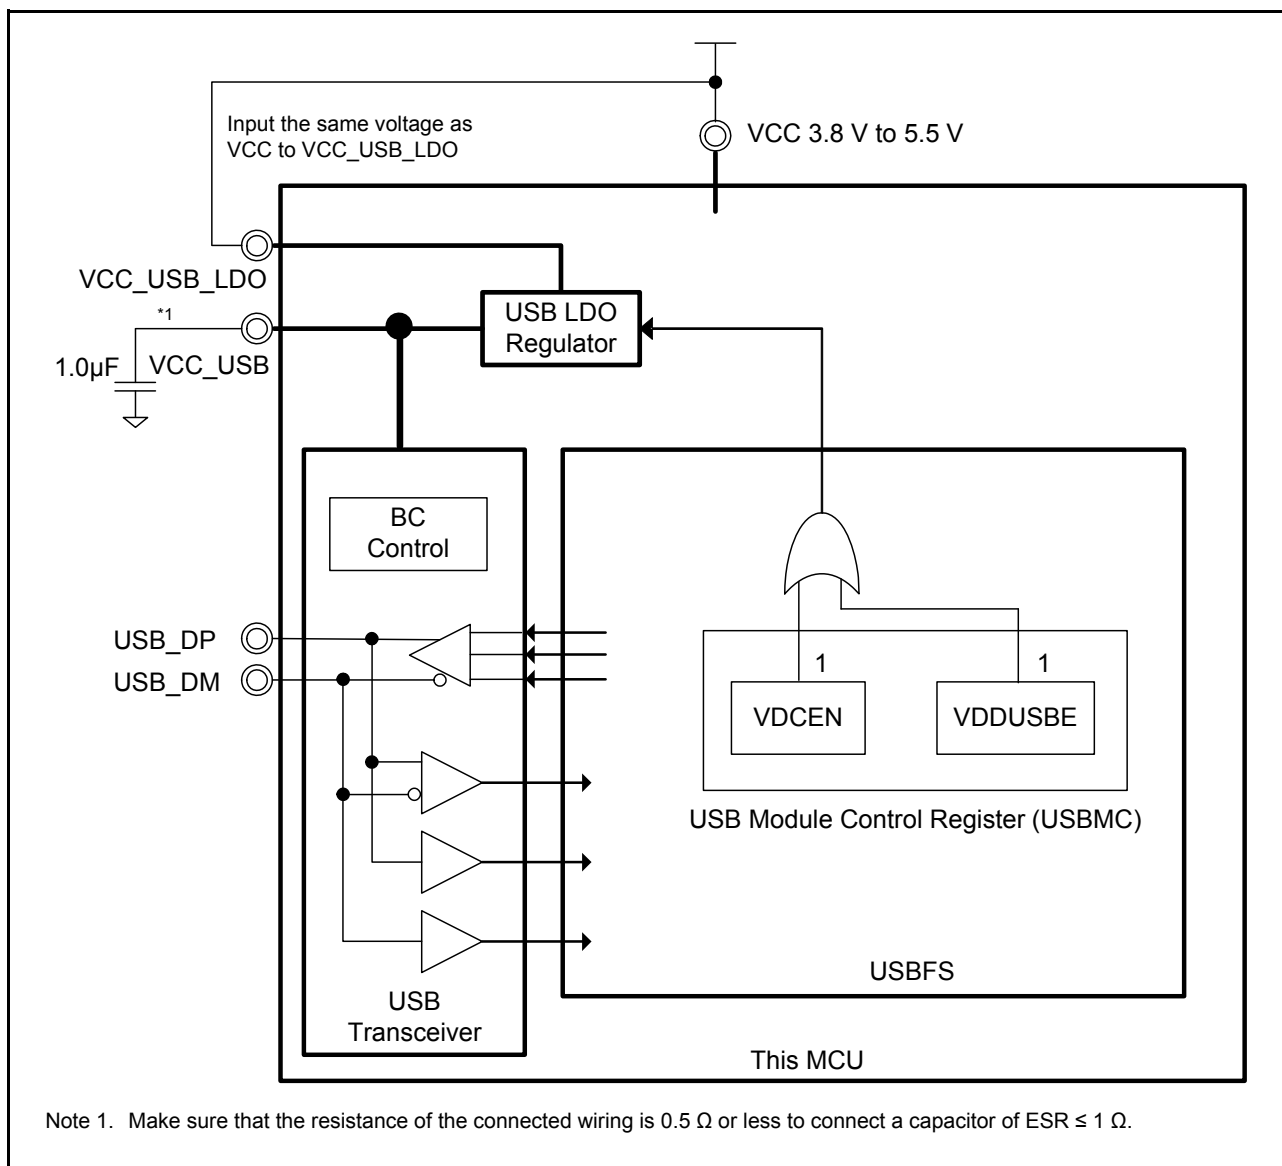 Input the same voltage as
VCC to VCC_USB_LDO
VCC 3.8 V to 5.5 V
VCC_USB_LDO
*1
1.0µF
VCC_USB
USB LDO
Regulator
BC
Control
USB_DP
USB_DM
1
1
VDCEN
VDDUSBE
USB Module Control Register (USBMC)
USBFS
USB
Transceiver
This MCU
Note 1. Make sure that the resistance of the connected wiring is 0.5 Ω or less to connect a capacitor of ESR ≤ 1 Ω.